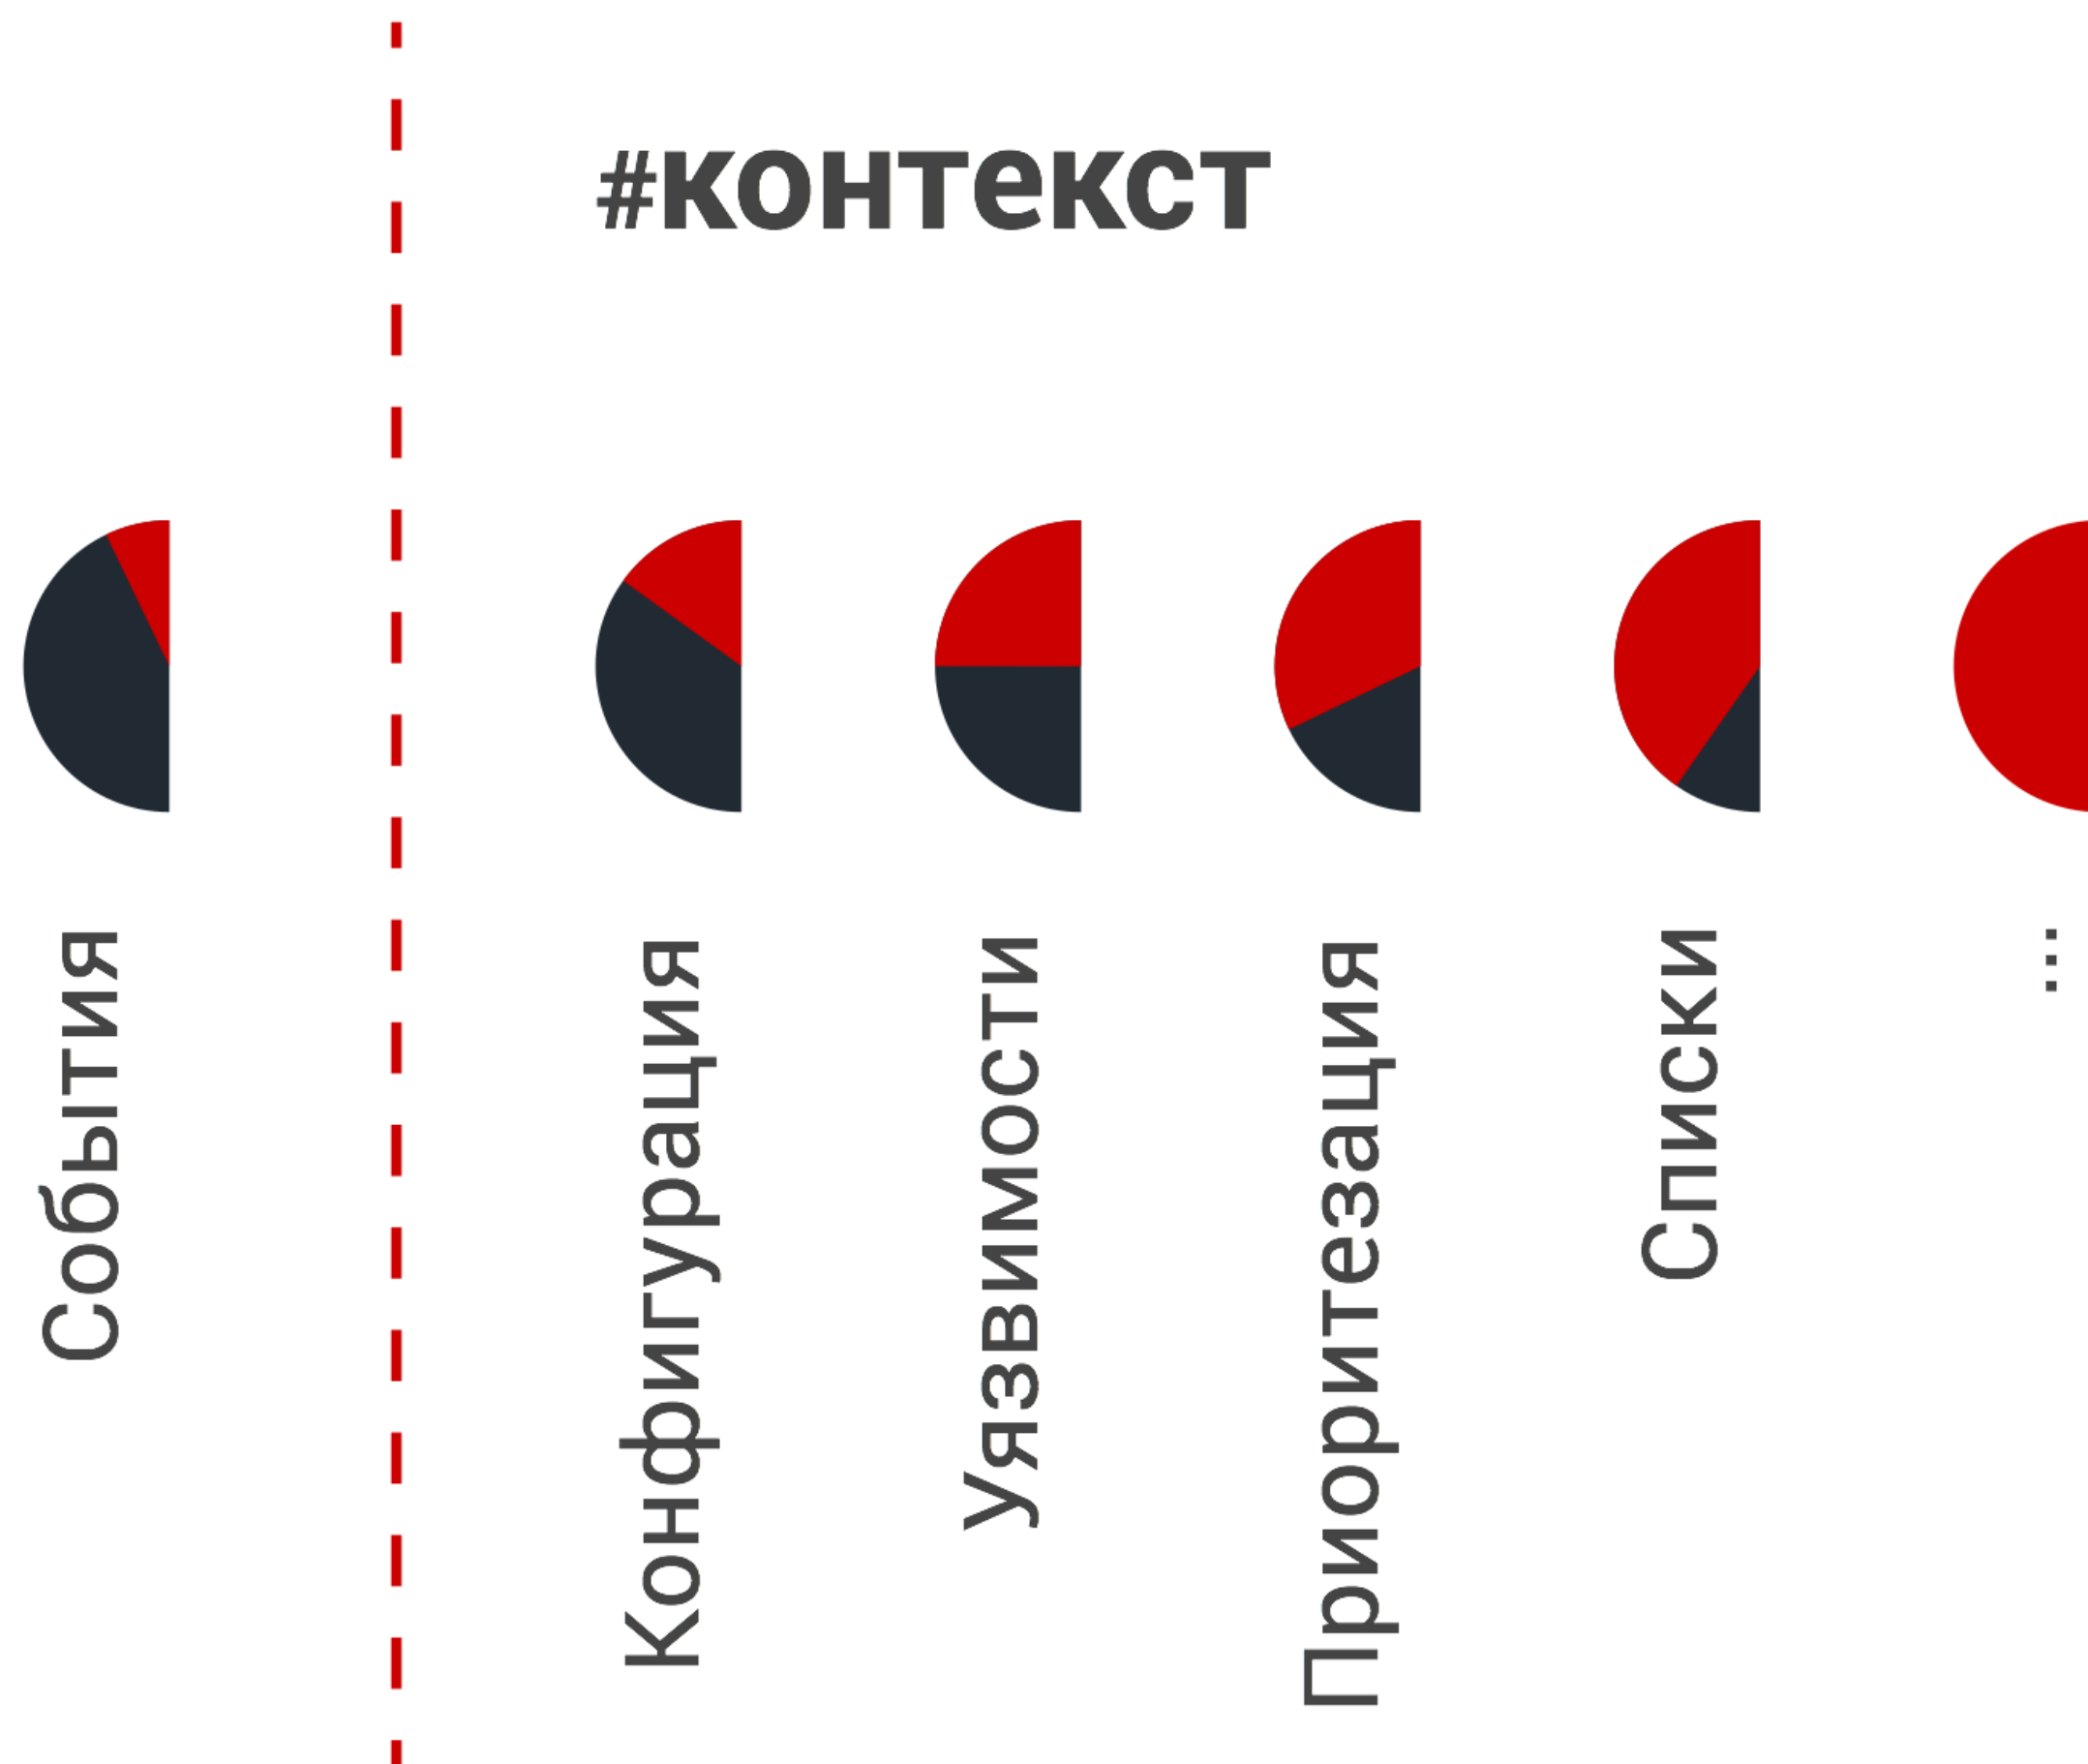 #контекст
События
Конфигурация
Уязвимости
Приоритезация
Списки
...